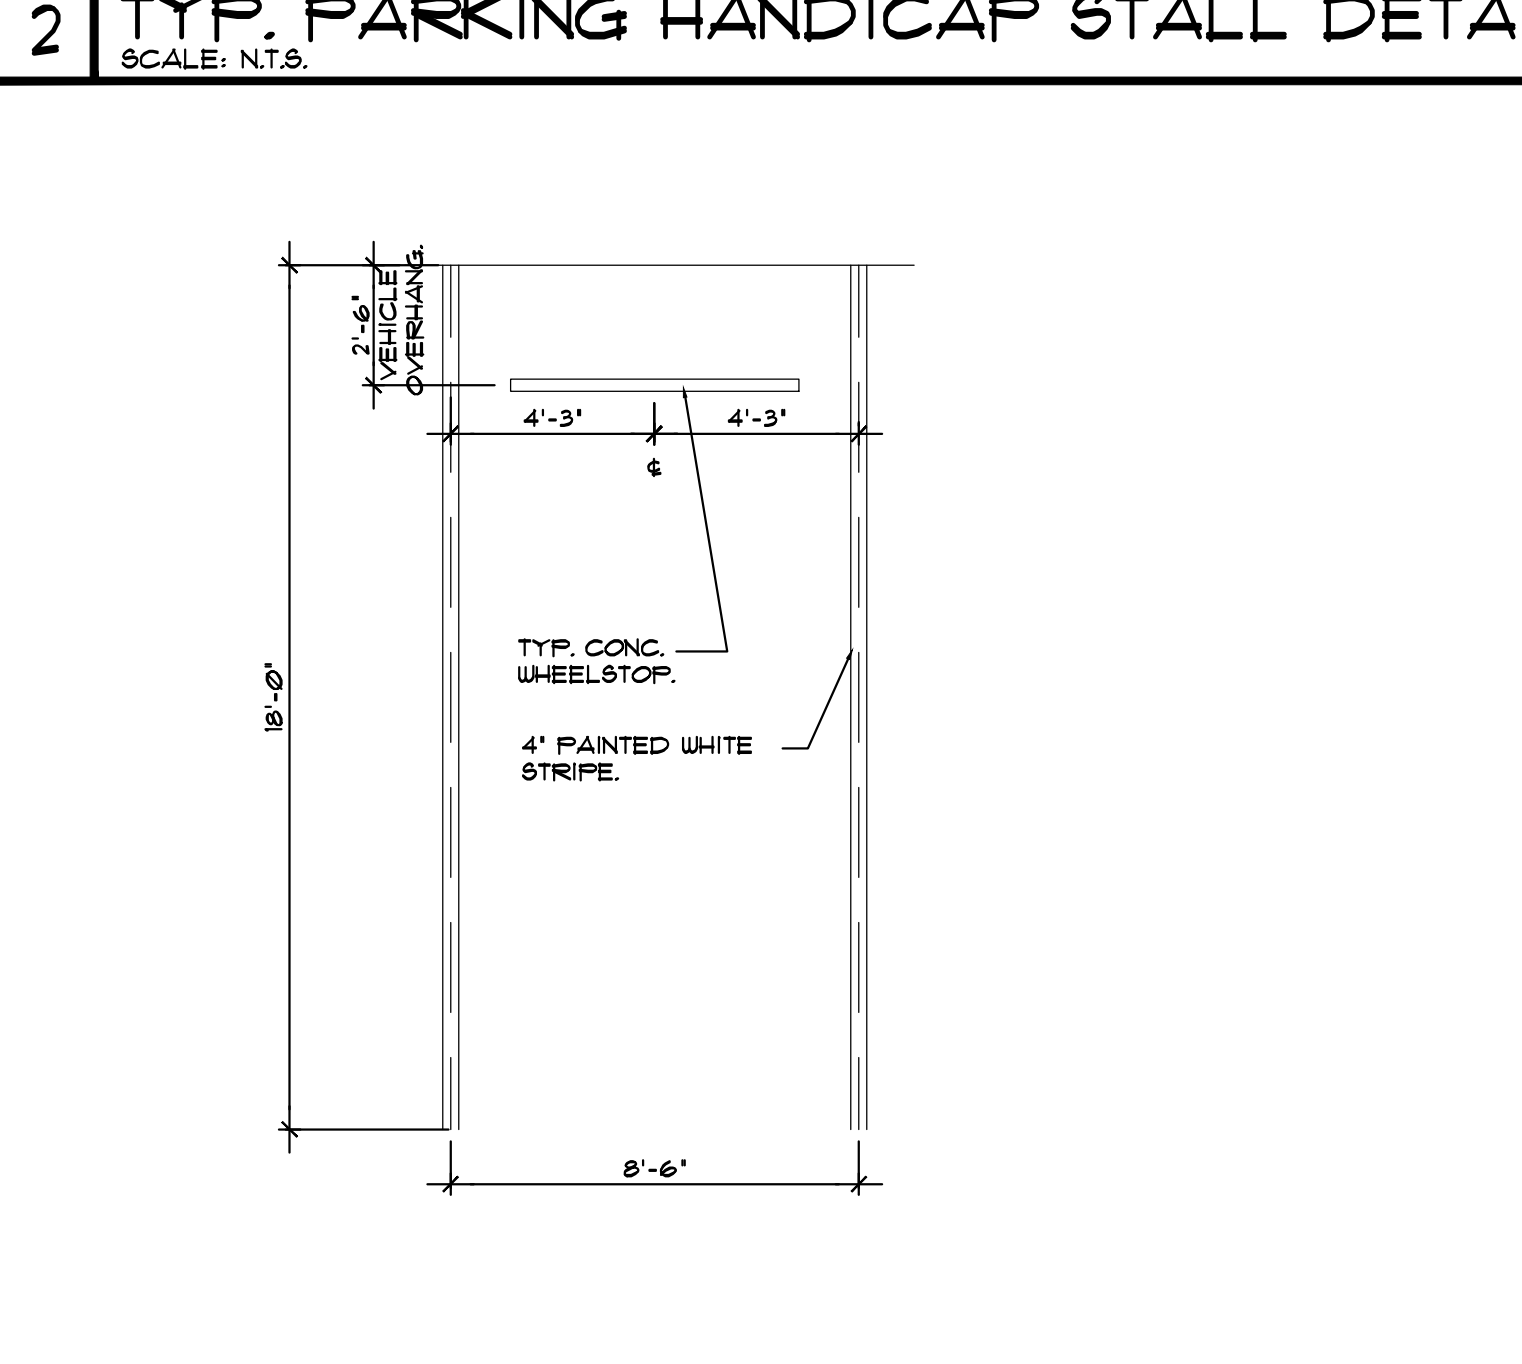 2
TYP. PARKING HANDICAP STALL DETA
SCALE: N.T.S.
2'-6"
VEHICLE
OVERHANG.
4'-3"
4'-3"
℄
18'-0"
TYP. CONC.
WHEELSTOP.
4" PAINTED WHITE
STRIPE.
8'-6"